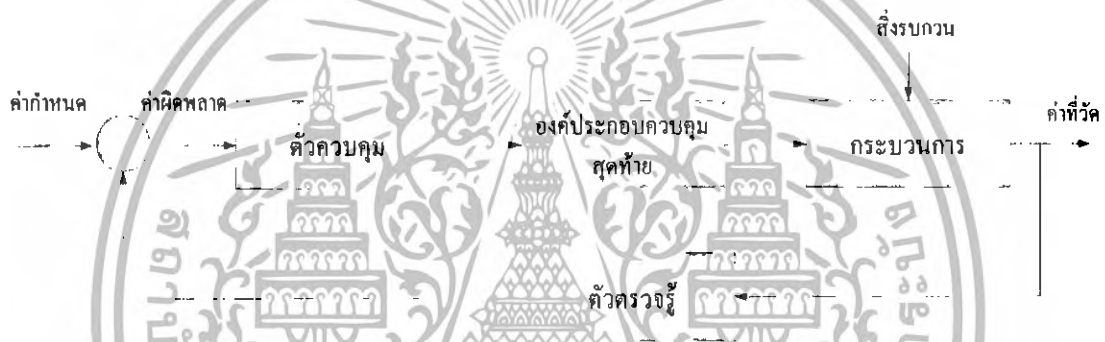 สิ่งรบกวน
ค่ากำหนด
ค่าผิดพลาด
ค่าที่วัด
ตัวควบคุม
องค์ประกอบควบคุม
สุดท้าย
กระบวนการ
ตัวตรวจรู้